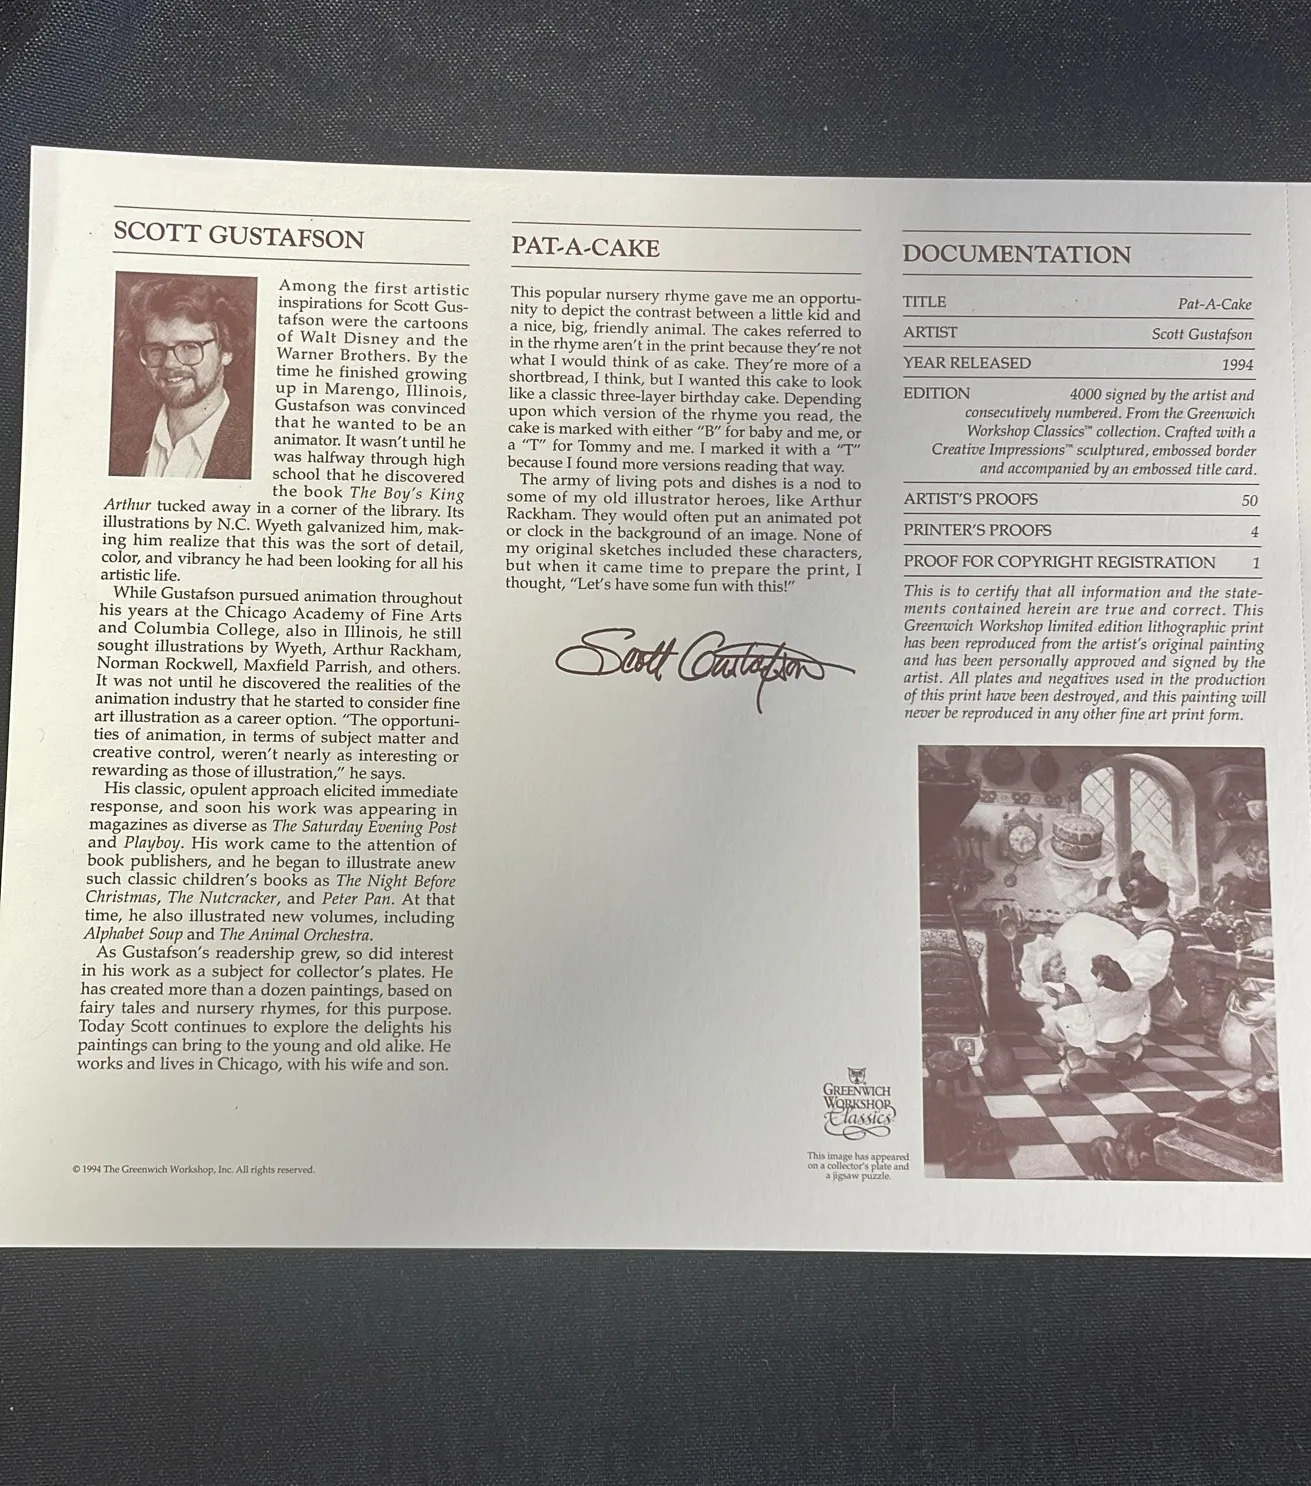 SCOTT GUSTAFSON
Among the first artistic
inspirations for Scott Gus-
tafson were the cartoons
of Walt Disney and the
Warner Brothers. By the
time he finished growing
up in Marengo, Illinois,
Gustafson was convinced
that he wanted to be an
animator. It wasn't until he
was halfway through high
school that he discovered
the book The Boy's King
Arthur tucked away in a corner of the library. Its
illustrations by N.C. Wyeth galvanized him, mak-
ing him realize that this was the sort of detail,
color, and vibrancy he had been looking for all his
artistic life.
While Gustafson pursued animation throughout
his years at the Chicago Academy of Fine Arts
and Columbia College, also in Illinois, he still
sought illustrations by Wyeth, Arthur Rackham,
Norman Rockwell, Maxfield Parrish, and others.
It was not until he discovered the realities of the
animation industry that he started to consider fine
art illustration as a career option. "The opportuni-
ties of animation, in terms of subject matter and
creative control, weren't nearly as interesting or
rewarding as those of illustration," he says.
His classic, opulent approach elicited immediate
response, and soon his work was appearing in
magazines as diverse as The Saturday Evening Post
and Playboy. His work came to the attention of
book publishers, and he began to illustrate anew
such classic children's books as The Night Before
Christmas, The Nutcracker, and Peter Pan. At that
time, he also illustrated new volumes, including
Alphabet Soup and The Animal Orchestra.
As Gustafson's readership grew, so did interest
in his work as a subject for collector's plates. He
has created more than a dozen paintings, based on
fairy tales and nursery rhymes, for this purpose.
Today Scott continues to explore the delights his
paintings can bring to the young and old alike. He
works and lives in Chicago, with his wife and son.
© 1994 The Greenwich Workshop, Inc. All rights reserved.
PAT-A-CAKE
This popular nursery rhyme gave me an opportu-
nity to depict the contrast between a little kid and
a nice, big, friendly animal. The cakes referred to
in the rhyme aren't in the print because they're not
what I would think of as cake. They're more of a
shortbread, I think, but I wanted this cake to look
like a classic three-layer birthday cake. Depending
upon which version of the rhyme you read, the
cake is marked with either "B" for baby and me, or
a "T" for Tommy and me. I marked it with a "T"
because I found more versions reading that way.
The army of living pots and dishes is a nod to
some of my old illustrator heroes, like Arthur
Rackham. They would often put an animated pot
or clock in the background of an image. None of
my original sketches included these characters,
but when it came time to prepare the print, I
thought, "Let's have some fun with this!"
Scott Gustafson
GREENWICH
WORKSHOP
Classics
This image has appeared
on a collector's plate and
a jigsaw puzzle.
DOCUMENTATION
TITLE Pat-A-Cake
ARTIST Scott Gustafson
YEAR RELEASED 1994
EDITION 4000 signed by the artist and
consecutively numbered. From the Greenwich
Workshop Classics™ collection. Crafted with a
Creative Impressions™ sculptured, embossed border
and accompanied by an embossed title card.
ARTIST'S PROOFS 50
PRINTER'S PROOFS 4
PROOF FOR COPYRIGHT REGISTRATION 1
This is to certify that all information and the state-
ments contained herein are true and correct. This
Greenwich Workshop limited edition lithographic print
has been reproduced from the artist's original painting
and has been personally approved and signed by the
artist. All plates and negatives used in the production
of this print have been destroyed, and this painting will
never be reproduced in any other fine art print form.